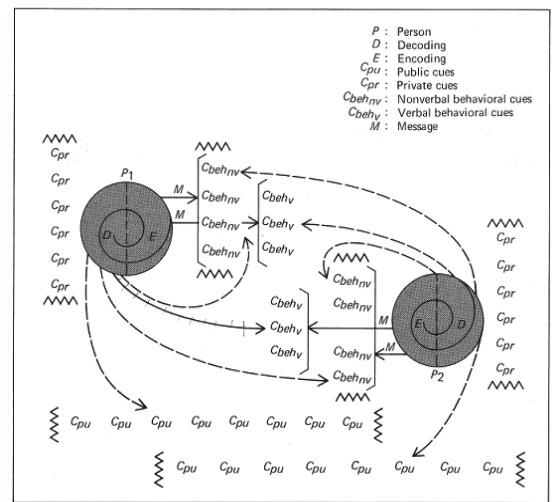 P : Person
D : Decoding
E : Encoding
Cpu : Public cues
Cpr : Private cues
Cbehnv : Nonverbal behavioral cues
Cbehv : Verbal behavioral cues
M : Message
Cpr
Cpr
Cpr
Cpr
Cpr
Cpr
P1
D E
M
M
Cbehnv
Cbehnv
Cbehnv
Cbehnv
Cbehv
Cbehv
Cbehv
Cbehv
Cbehv
Cbehv
Cbehnv
Cbehnv
Cbehnv
Cbehnv
M
M
E D
P2
Cpr
Cpr
Cpr
Cpr
Cpr
Cpr
Cpu Cpu Cpu Cpu Cpu Cpu Cpu Cpu
Cpu Cpu Cpu Cpu Cpu Cpu Cpu Cpu